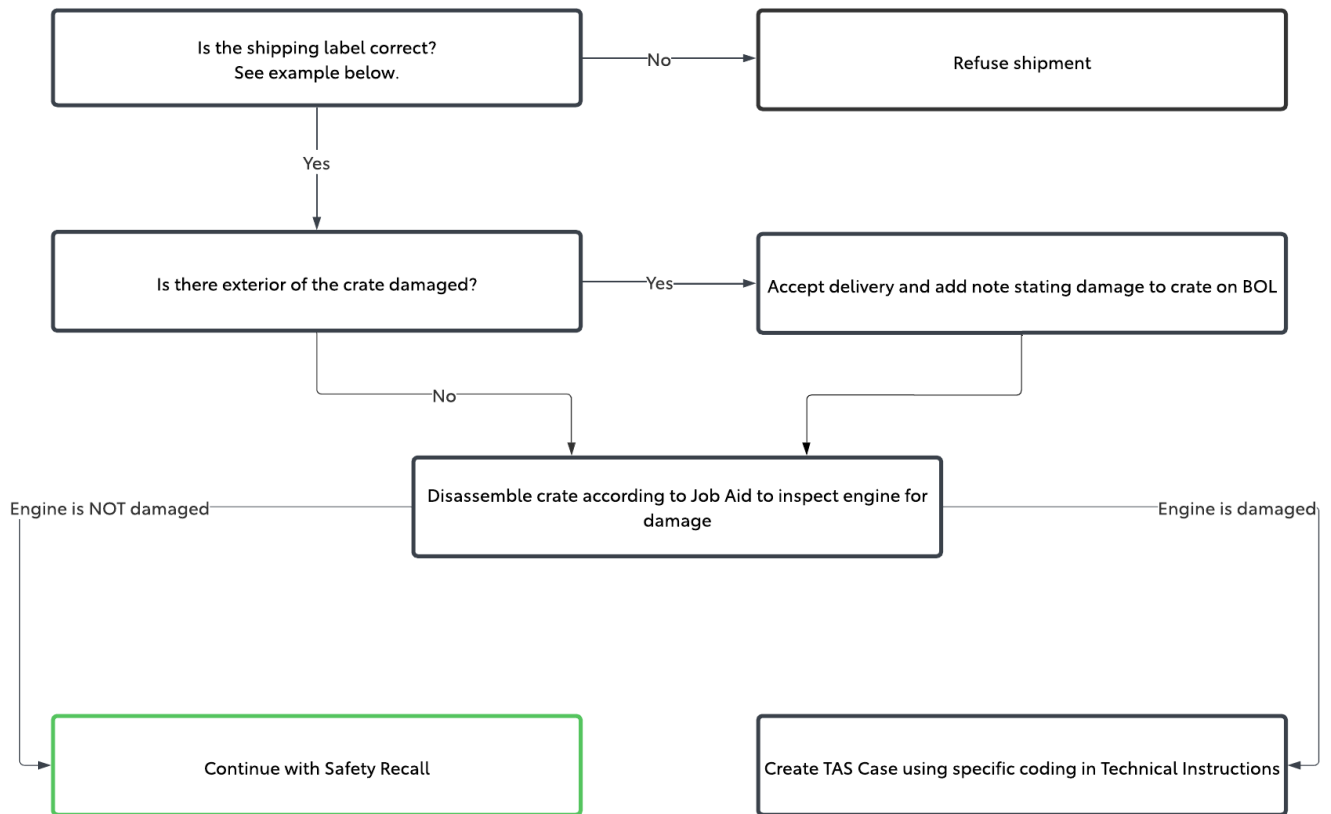 Is the shipping label correct?
See example below.
No
Refuse shipment
Yes
Is there exterior of the crate damaged?
Yes
Accept delivery and add note stating damage to crate on BOL
No
Disassemble crate according to Job Aid to inspect engine for
damage
Engine is NOT damaged
Engine is damaged
Continue with Safety Recall
Create TAS Case using specific coding in Technical Instructions